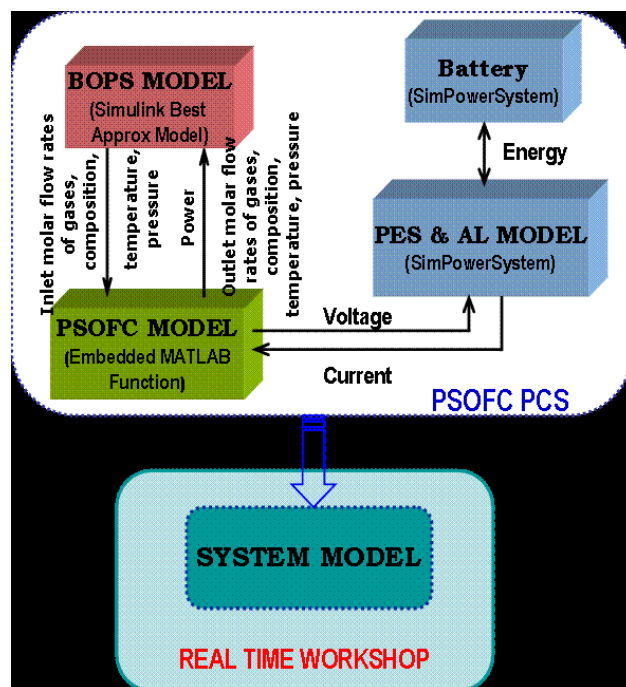 BOPS MODEL
(Simulink Best
Approx Model)
Battery
(SimPowerSystem)
Energy
Inlet molar flow rates
of gases,
composition,
temperature,
pressure
Power
Outlet molar flow
rates of gases,
composition,
temperature, pressure
PES & AL MODEL
(SimPowerSystem)
PSOFC MODEL
(Embedded MATLAB
Function)
Voltage
Current
PSOFC PCS
SYSTEM MODEL
REAL TIME WORKSHOP